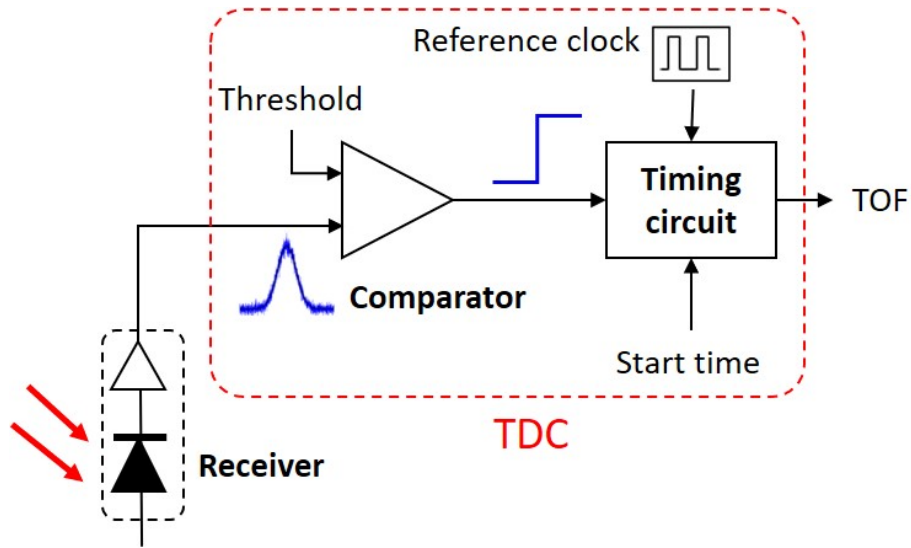 Reference clock
Threshold
Timing
circuit
TOF
Comparator
Start time
TDC
Receiver